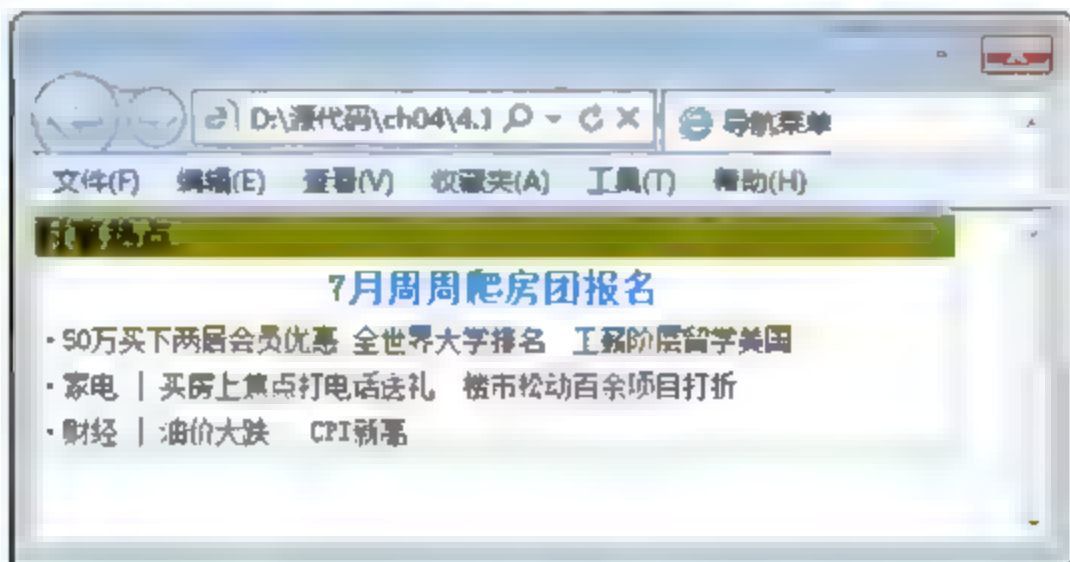 D:\源代码\ch04\4.1 导航菜单
文件(F) 编辑(E) 查看(V) 收藏夹(A) 工具(T) 帮助(H)
热点
7月周周爬房团报名
·50万买下两居会员优惠 全世界大学排名 工薪阶层留学美国
·家电 | 买房上焦点打电话送礼 楼市松动百余项目打折
·财经 | 油价大跌 CPI新高